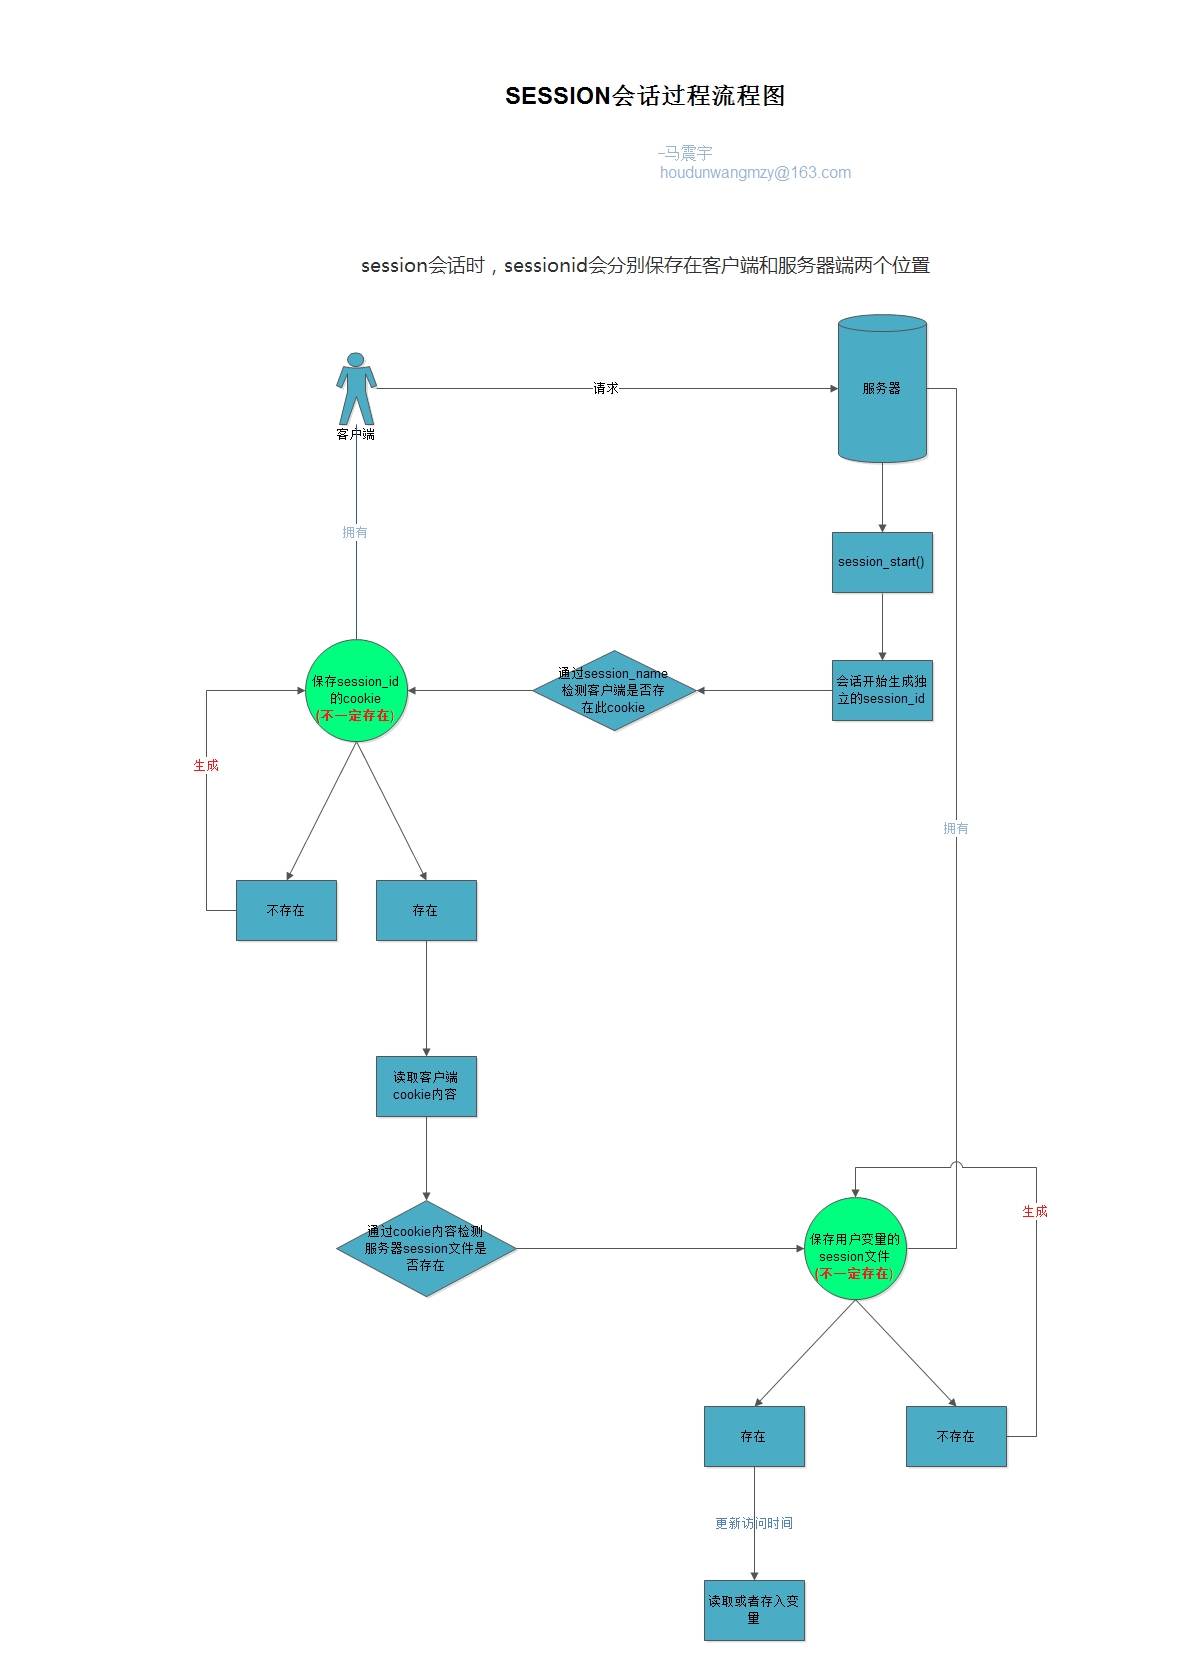 SESSION会话过程流程图
–马震宇
houdunwangmzy@163.com
session会话时，sessionid会分别保存在客户端和服务器端两个位置
请求
服务器
客户端
拥有
session_start()
保存session_id
的cookie
(不一定存在)
通过session_name
检测客户端是否存
在此cookie
会话开始生成独
立的session_id
生成
拥有
不存在
存在
读取客户端
cookie内容
生成
通过cookie内容检测
服务器session文件是
否存在
保存用户变量的
session文件
(不一定存在)
存在
不存在
更新访问时间
读取或者存入变
量